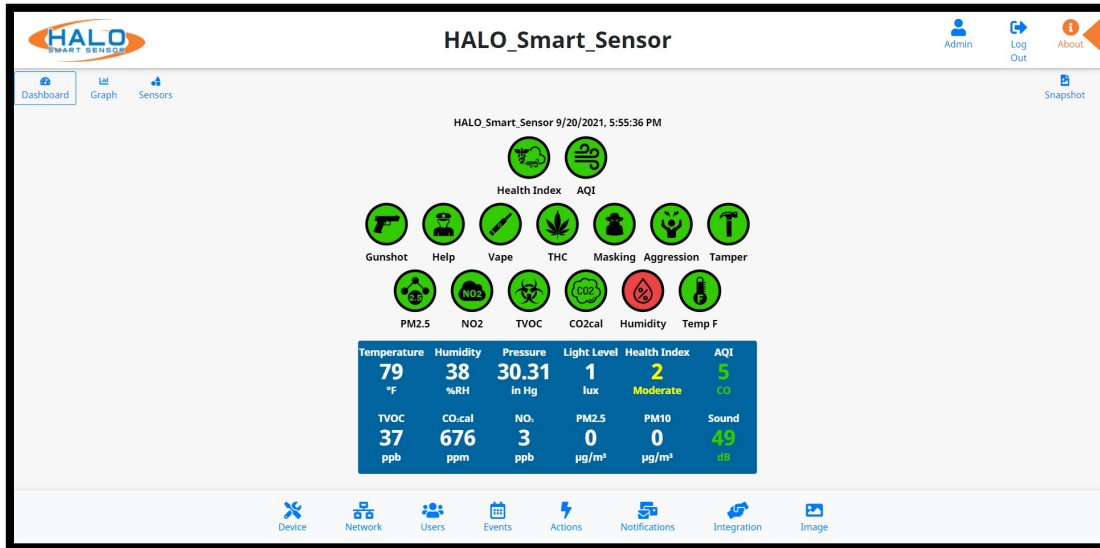 HALO
SMART SENSOR
HALO_Smart_Sensor
Admin
Log
Out
About
Dashboard Graph Sensors
Snapshot
HALO_Smart_Sensor 9/20/2021, 5:55:36 PM
Health Index AQI
Gunshot Help Vape THC Masking Aggression Tamper
2.5 NO2 CO2 % F
PM2.5 NO2 TVOC CO2cal Humidity Temp F
Temperature Humidity Pressure Light Level Health Index AQI
79 38 30.31 1 2 5
°F %RH in Hg lux Moderate CO
TVOC CO₂cal NO₂ PM2.5 PM10 Sound
37 676 3 0 0 49
ppb ppm ppb µg/m³ µg/m³ dB
Device Network Users Events Actions Notifications Integration Image